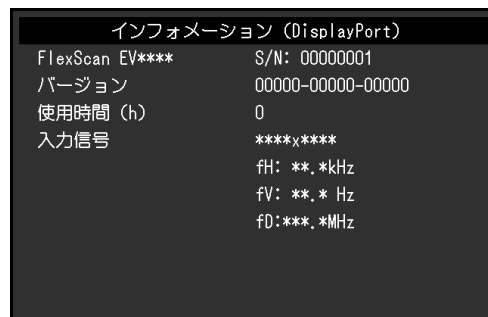 インフォメーション (DisplayPort)
FlexScan EV**** S/N: 00000001
バージョン 00000-00000-00000
使用時間 (h) 0
入力信号 ****x****
fH: **.*kHz
fV: **.* Hz
fD:***.*MHz